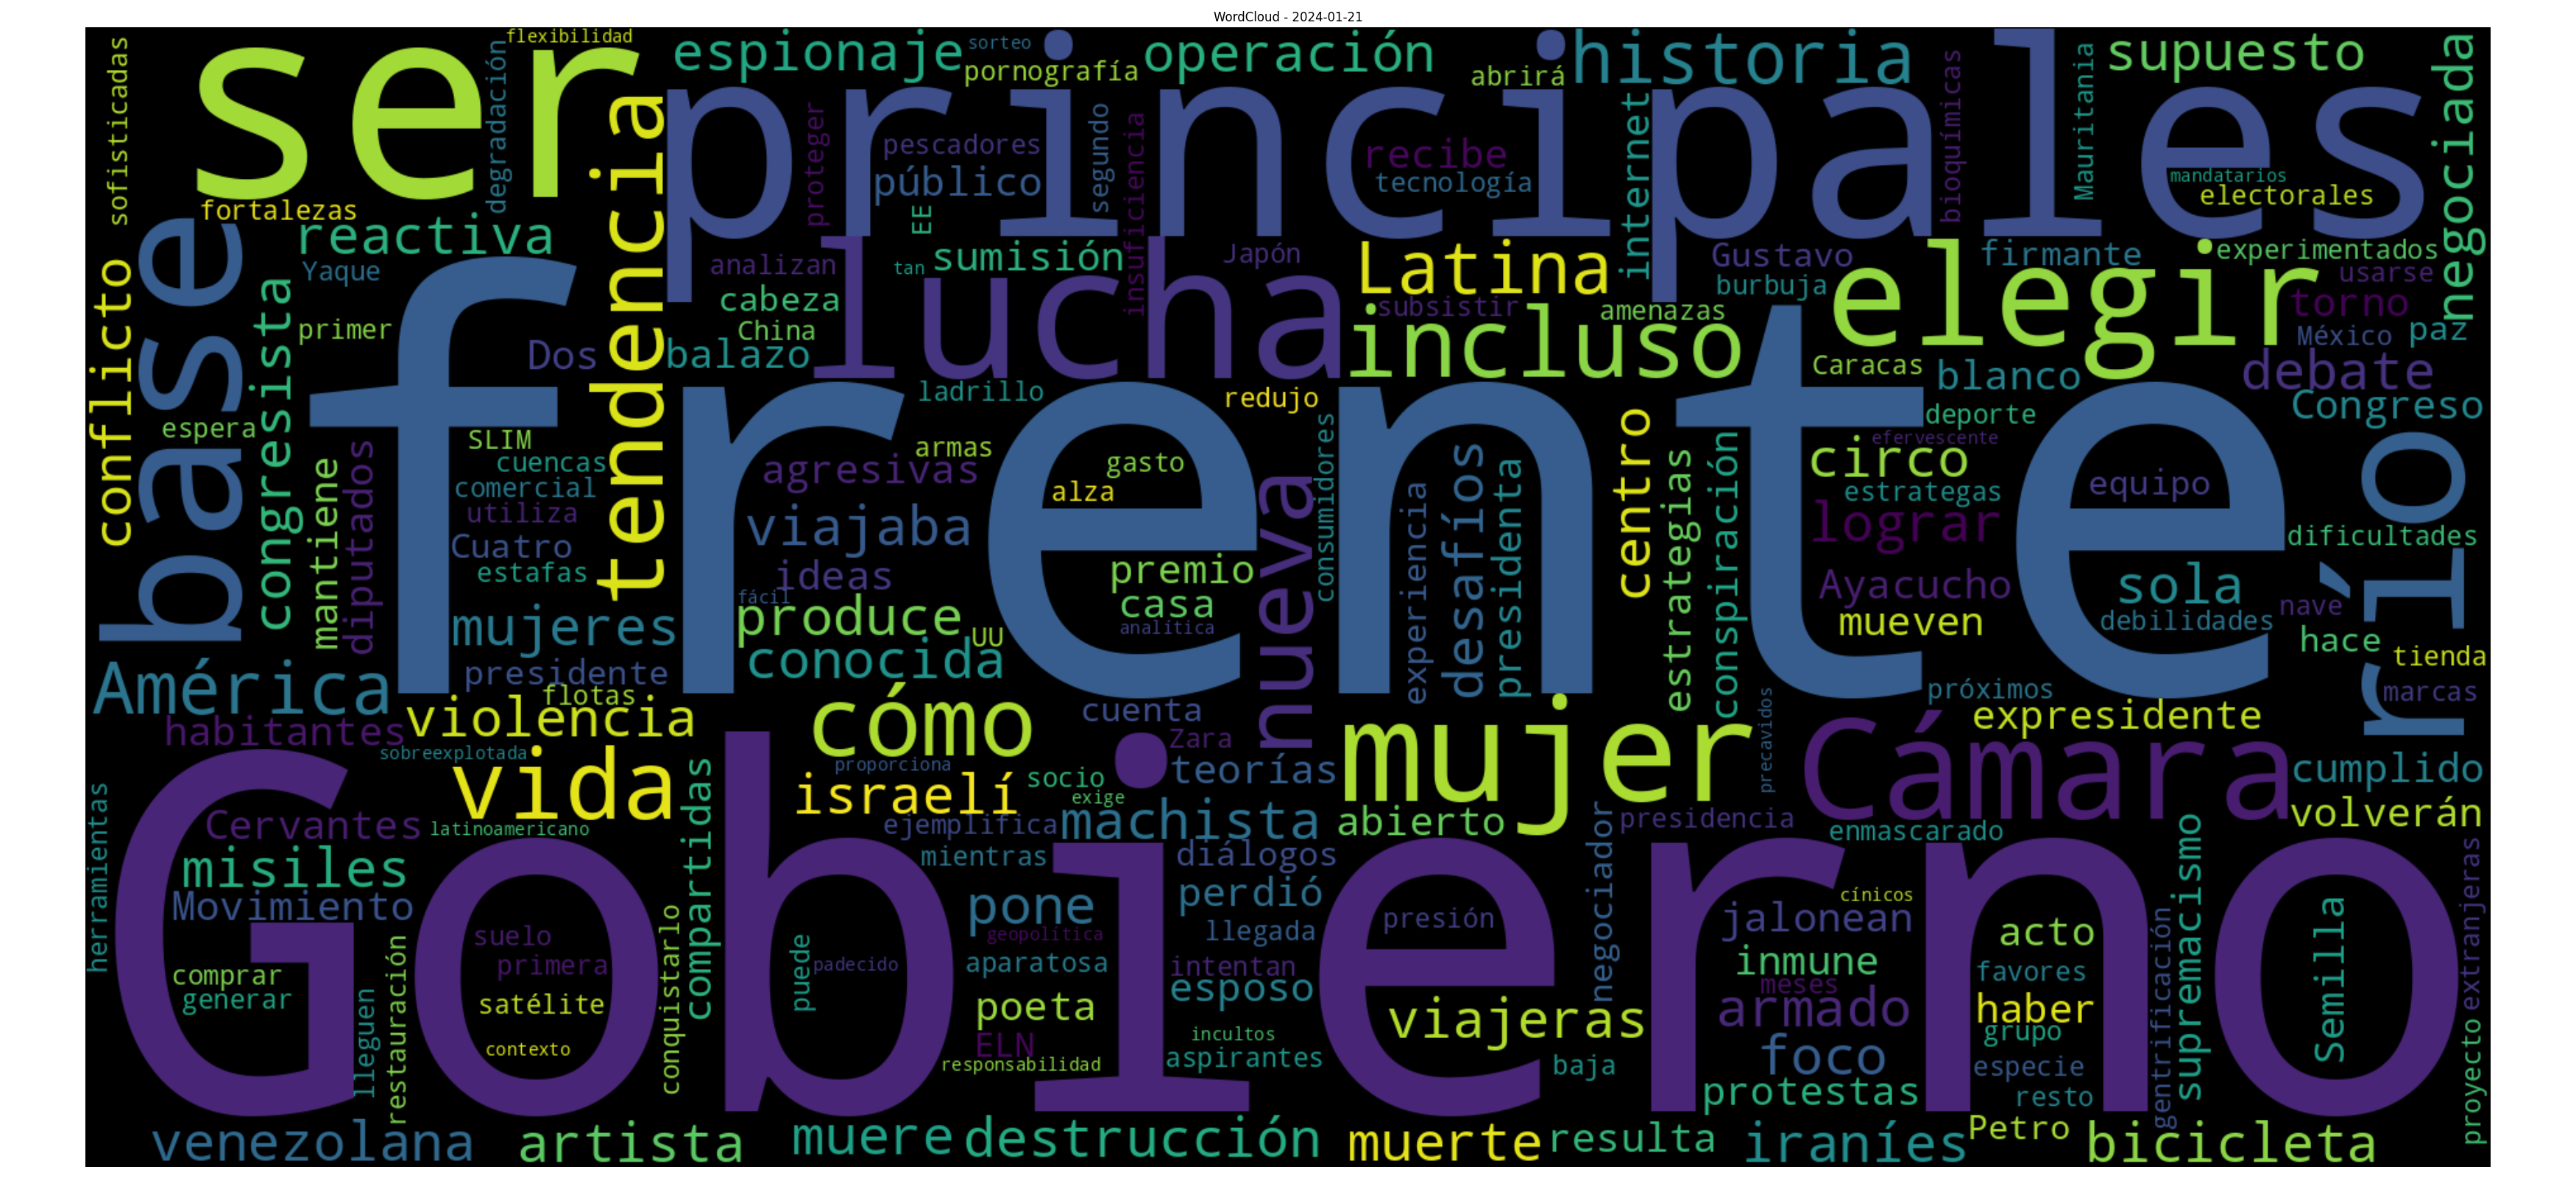 WordCloud - 2024-01-21
sofisticadas
ser
flexibilidad
degradación
espionaje
sorteo
pornografía
operación
abrirá
historia
supuesto
negociada
principales
tendencia
proteger
pescadores
público
segundo
insuficiencia
recibe
tecnología
internet
bioquímicas
Mauritania
mandatarios
electorales
fortalezas
reactiva
Yaque
primer
base
conflicto
congresista
EE
analizan
tan
sumisión
cabeza
China
balazo
Dos
lucha
Japón
Latina
subsistir
incluso
amenazas
Gustavo
burbuja
elegir
firmante
experimentados
usarse
torno
México
paz
Caracas
blanco
debate
Congreso
frente
espera
mantiene
diputados
SLIM
cuencas
comercial
utiliza
Cuatro
estafas
mujeres
presidente
flotas
ladrillo
redujo
armas
agresivas
gasto
alza
viajaba
ideas
fácil
produce
UU
conocida
premio
casa
analítica
nueva
consumidores
experiencia
desafíos
presidenta
centro
estrategias
conspiración
deporte
efervescente
circo
estrategas
lograr
Ayacucho
mueven
equipo
sola
debilidades
dificultades
río
nave
hace
tienda
marcas
América
habitantes
violencia
sobreexplotada
vida
cómo
cuenta
Zara
teorías
proporciona
israelí
socio
exige
mujer
precavidos
próximos
expresidente
Cámara
cumplido
volverán
herramientas
Cervantes
latinoamericano
misiles
Movimiento
compartidas
ejemplifica
machista
abierto
presidencia
enmascarado
mientras
diálogos
negociador
supremacismo
extranjeras
Gobierno
suelo
primera
comprar
generar
satélite
contexto
lleguen
restauración
conquistarlo
puede
padecido
pone
geopolítica
aparatosa
poeta
ELN
responsabilidad
perdió
llegada
intentan
esposo
incultos
aspirantes
presión
viajeras
baja
cínicos
jalonean
inmune
meses
armado
foco
protestas
acto
favores
haber
grupo
especie
resto
gentrificación
Semilla
proyecto
venezolana
artista
muere
destrucción
muerte
resulta
iraníes
Petro
bicicleta